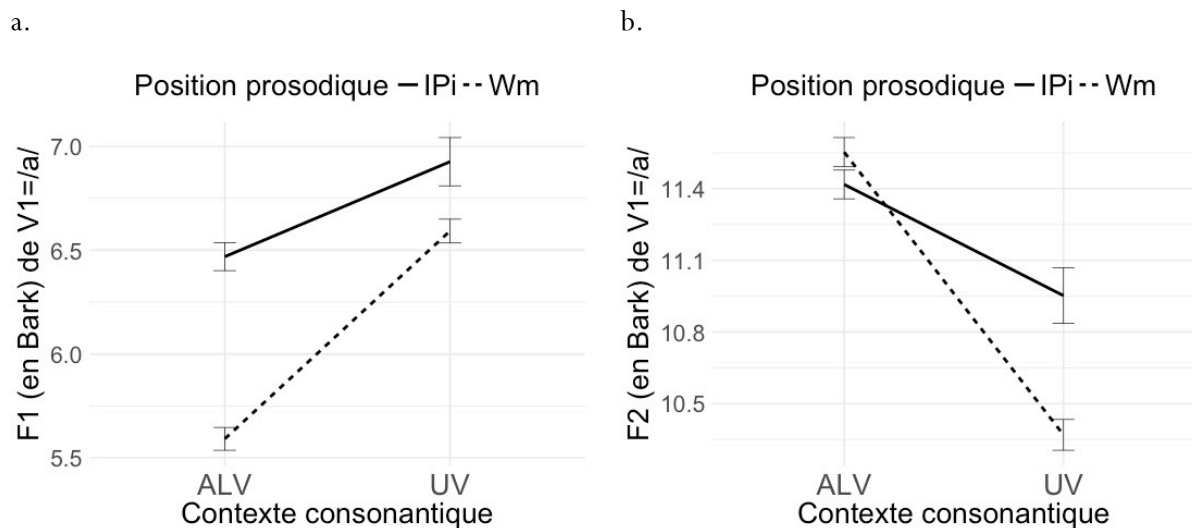 a.
Position prosodique IPi Wm
F1 (en Bark) de V1=/a/
7.0
6.5
6.0
5.5
ALV UV
Contexte consonantique
b.
Position prosodique IPi Wm
F2 (en Bark) de V1=/a/
11.4
11.1
10.8
10.5
ALV UV
Contexte consonantique